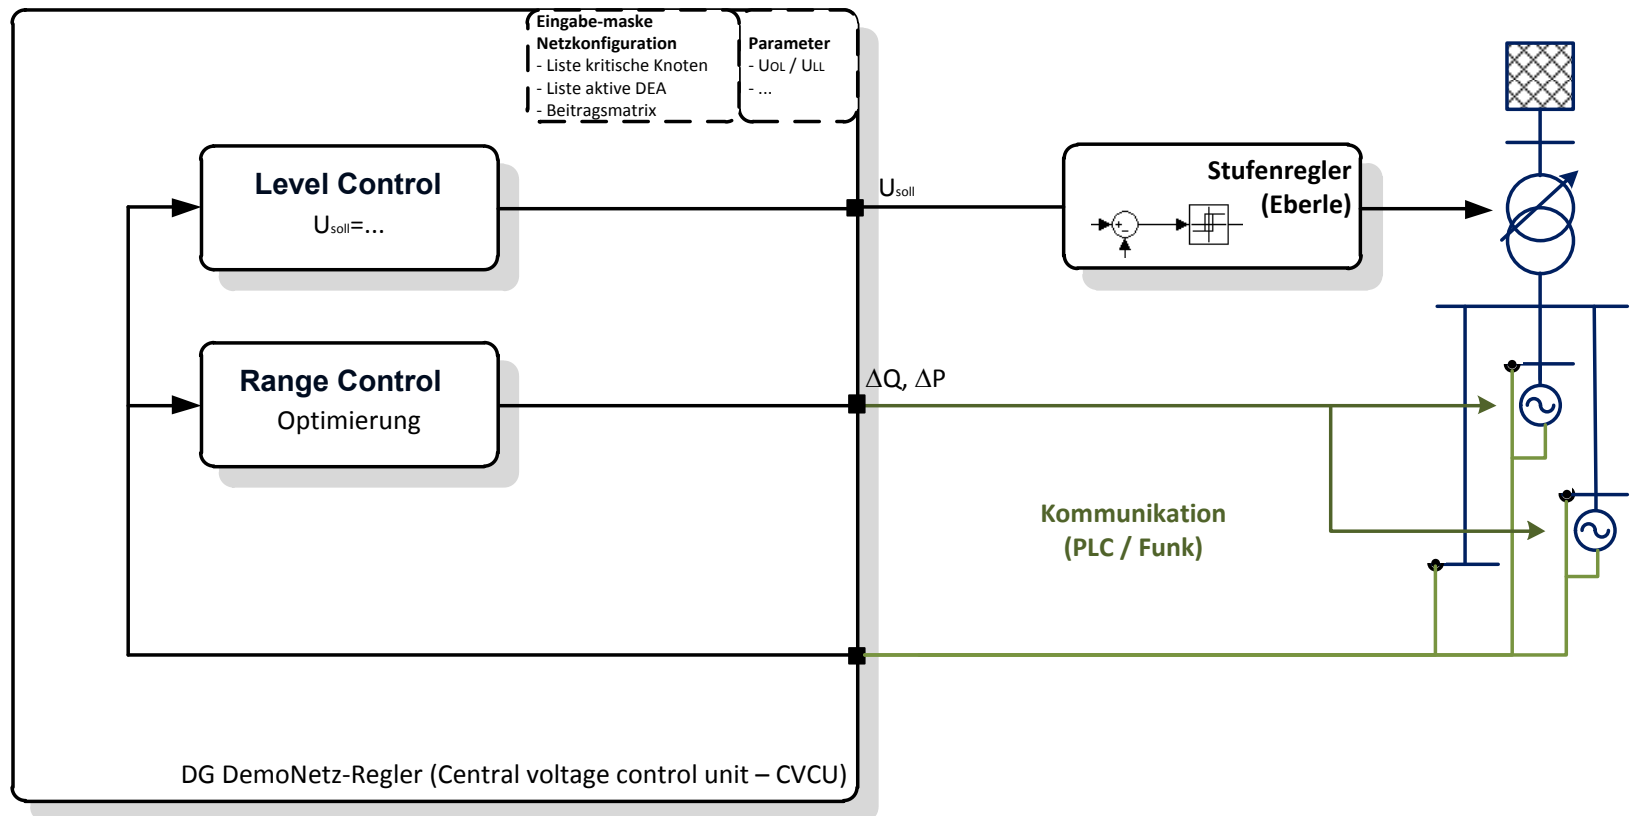 Eingabe-maske
Netzkonfiguration
- Liste kritische Knoten
- Liste aktive DEA
- Beitragsmatrix
Parameter
- UOL / ULL
- ...
Level Control
Usoll=...
Usoll
Stufenregler
(Eberle)
+
−
Range Control
Optimierung
ΔQ, ΔP
Kommunikation
(PLC / Funk)
DG DemoNetz-Regler (Central voltage control unit – CVCU)